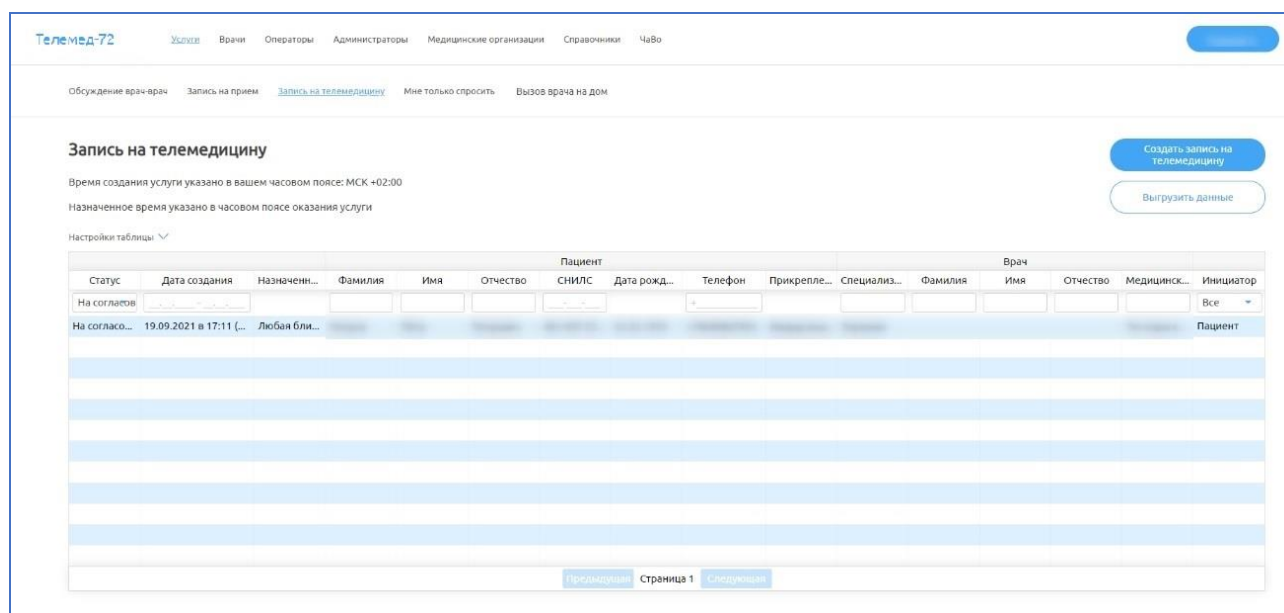 Телемед-72 Услуги Врачи Операторы Администраторы Медицинские организации Справочники ЧаВо
Обсуждение врач-врач Запись на прием Запись на телемедицину Мне только спросить Вызов врача на дом
Запись на телемедицину
Создать запись на
телемедицину
Время создания услуги указано в вашем часовом поясе: МСК +02:00
Выгрузить данные
Назначенное время указано в часовом поясе оказания услуги
Настройки таблицы
Пациент Врач
Статус Дата создания Назначенн... Фамилия Имя Отчество СНИЛС Дата рожд... Телефон Прикрепле... Специализ... Фамилия Имя Отчество Медицинск... Инициатор
На согласов Все
На согласо... 19.09.2021 в 17:11 (... Любая бли... Пациент
Предыдущая Страница 1 Следующая